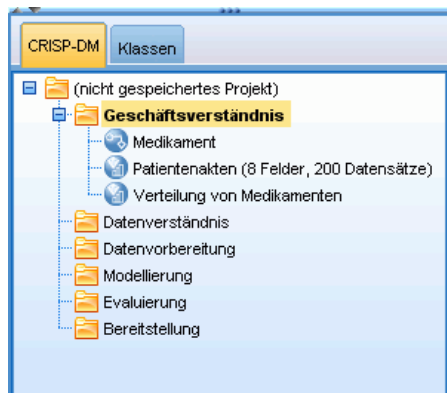 CRISP-DM Klassen
(nicht gespeichertes Projekt)
Geschäftsverständnis
Medikament
Patientenakten (8 Felder, 200 Datensätze)
Verteilung von Medikamenten
Datenverständnis
Datenvorbereitung
Modellierung
Evaluierung
Bereitstellung